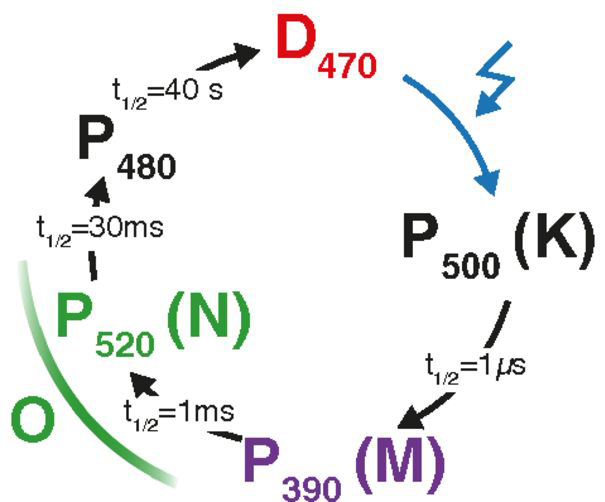 D470
t1/2=40 s
P480
t1/2=30ms
P500 (K)
P520 (N)
t1/2=1µs
t1/2=1ms
O
P390 (M)